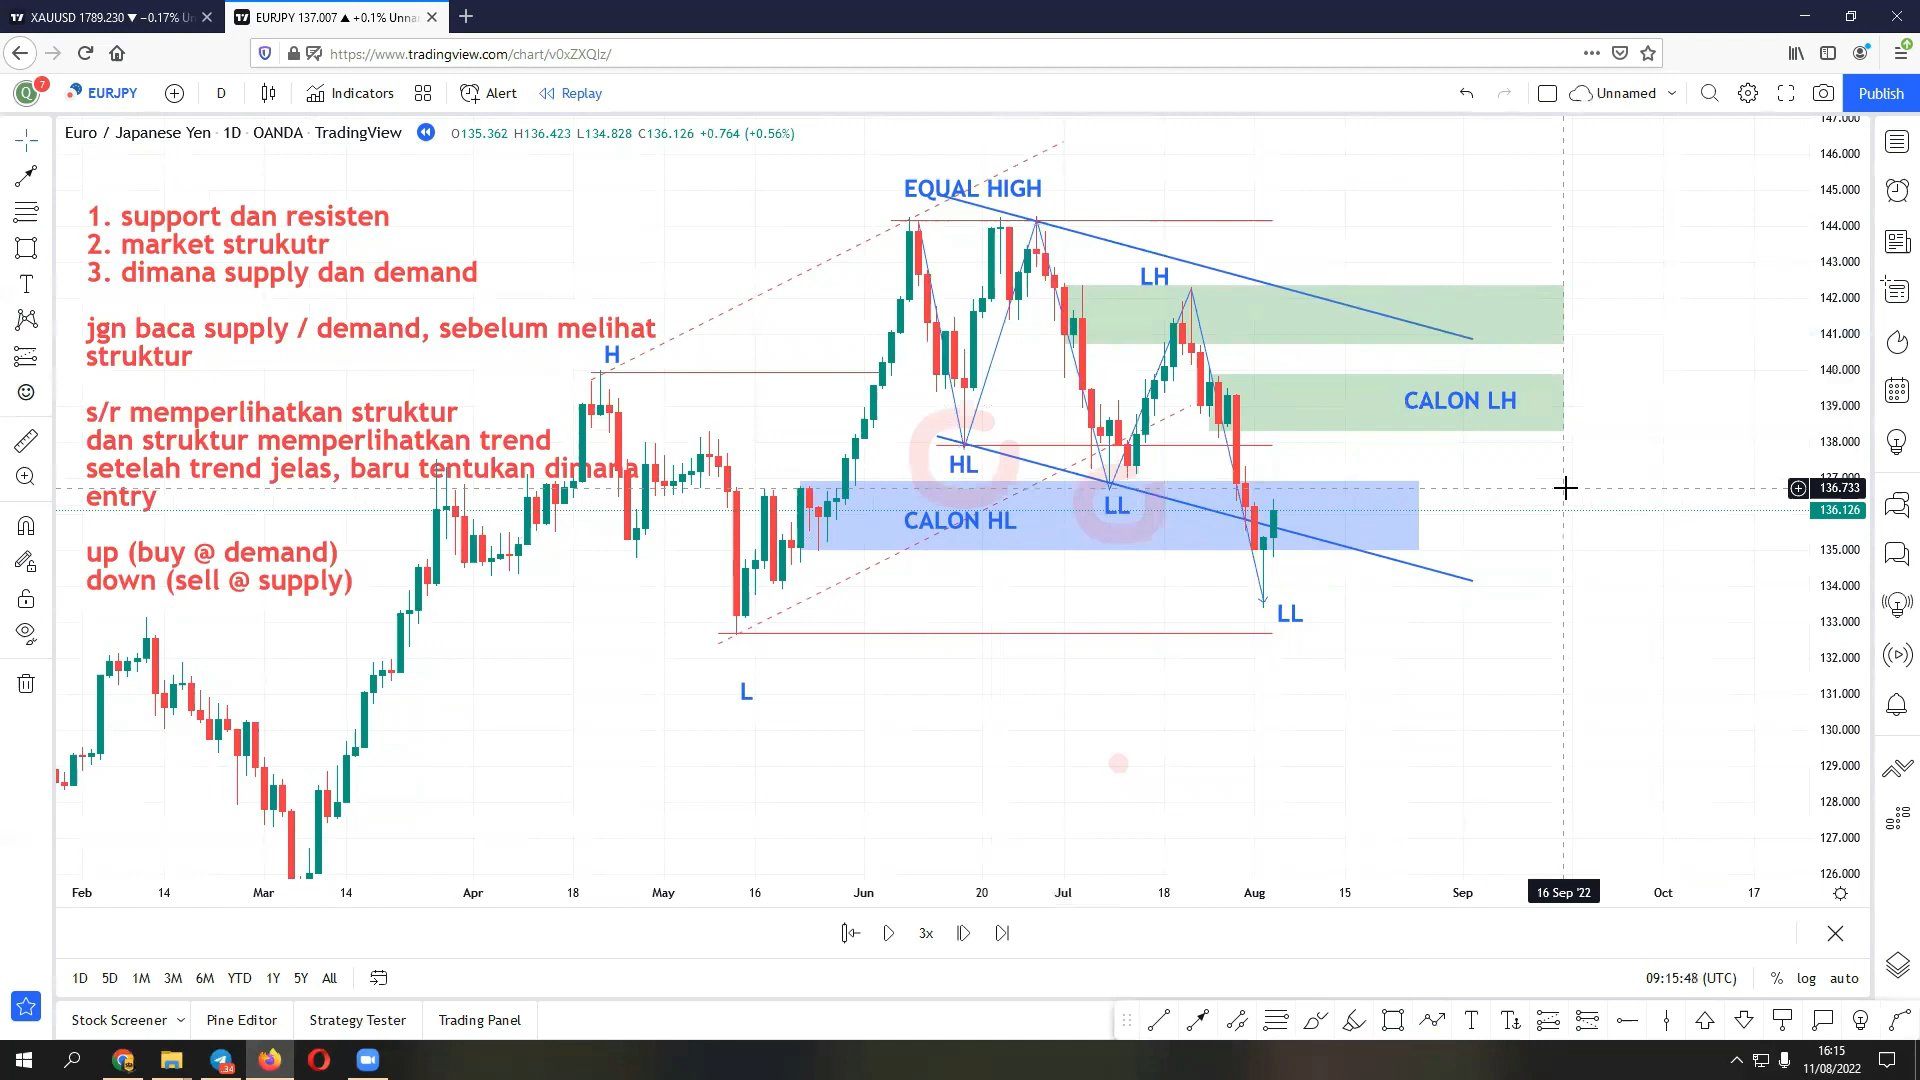 XAUUSD 1789.230 ▼ −0.17% Un
EURJPY 137.007 ▲ +0.1% Unna
https://www.tradingview.com/chart/v0xZXQlz/
Q 7 EURJPY D Indicators Alert Replay Unnamed Publish
Euro / Japanese Yen · 1D · OANDA · TradingView O135.362 H136.423 L134.828 C136.126 +0.764 (+0.56%)
1. support dan resisten
2. market strukutr
3. dimana supply dan demand
jgn baca supply / demand, sebelum melihat
struktur
s/r memperlihatkan struktur
dan struktur memperlihatkan trend
setelah trend jelas, baru tentukan dimana
entry
up (buy @ demand)
down (sell @ supply)
EQUAL HIGH
LH
H
CALON LH
HL
LL
CALON HL
LL
L
147.000
146.000
145.000
144.000
143.000
142.000
141.000
140.000
139.000
138.000
137.000
136.733
136.126
135.000
134.000
133.000
132.000
131.000
130.000
129.000
128.000
127.000
126.000
Feb 14 Mar 14 Apr 18 May 16 Jun 20 Jul 18 Aug 15 Sep 16 Sep '22 Oct 17
3x
1D 5D 1M 3M 6M YTD 1Y 5Y All
09:15:48 (UTC) % log auto
Stock Screener Pine Editor Strategy Tester Trading Panel
34
16:15
11/08/2022